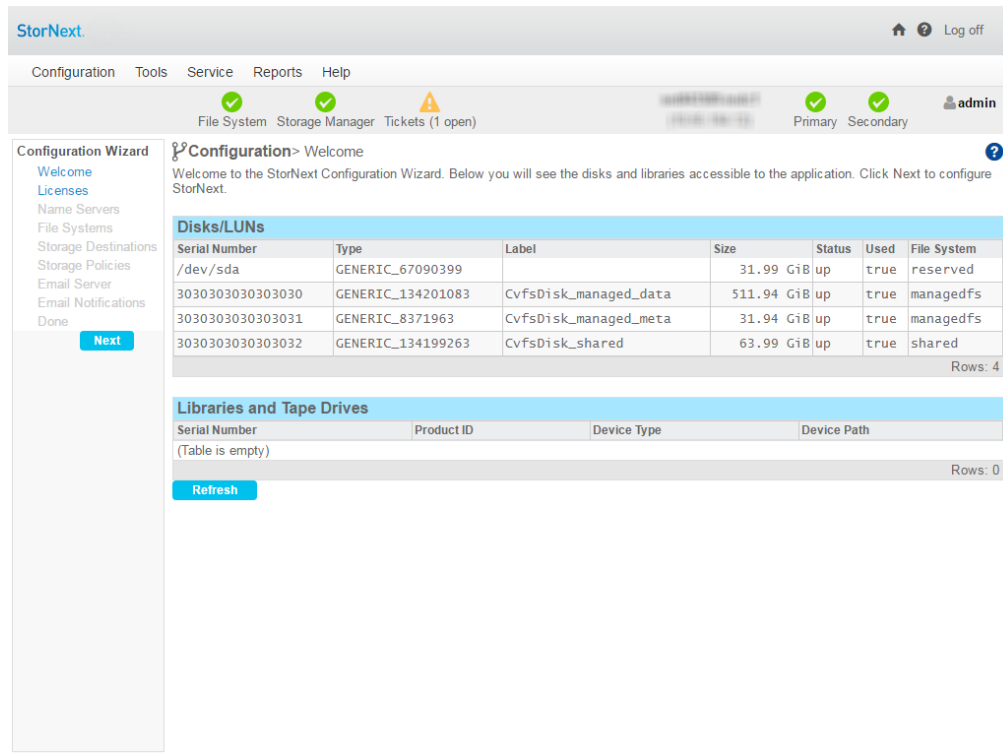 StorNext. Log off
Configuration Tools Service Reports Help
File System Storage Manager Tickets (1 open) Primary Secondary admin
Configuration Wizard
Welcome
Licenses
Name Servers
File Systems
Storage Destinations
Storage Policies
Email Server
Email Notifications
Done
Next
Configuration> Welcome
Welcome to the StorNext Configuration Wizard. Below you will see the disks and libraries accessible to the application. Click Next to configure
StorNext.
Disks/LUNs
Serial Number Type Label Size Status Used File System
/dev/sda GENERIC_67090399 31.99 GiB up true reserved
3030303030303030 GENERIC_134201083 CvfsDisk_managed_data 511.94 GiB up true managedfs
3030303030303031 GENERIC_8371963 CvfsDisk_managed_meta 31.94 GiB up true managedfs
3030303030303032 GENERIC_134199263 CvfsDisk_shared 63.99 GiB up true shared
Rows: 4
Libraries and Tape Drives
Serial Number Product ID Device Type Device Path
(Table is empty)
Rows: 0
Refresh